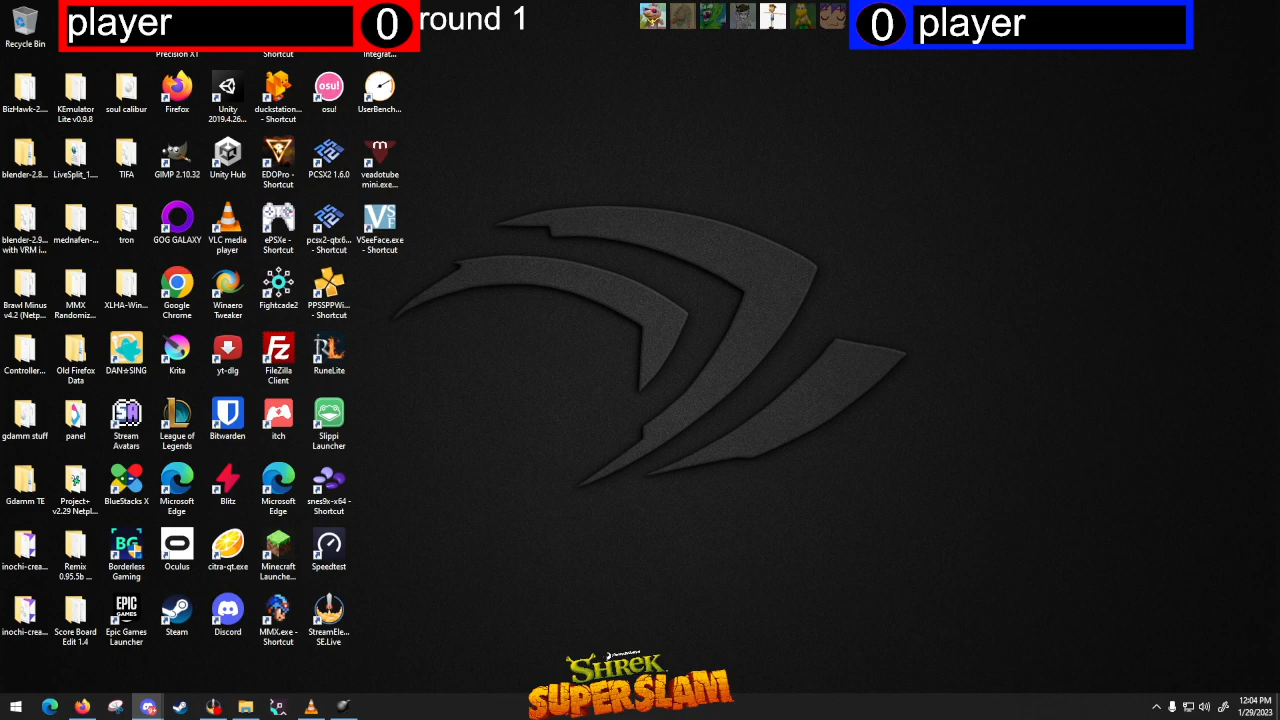 player
0
round 1
0
player
Recycle Bin
Precision X1
Shortcut
Integrat...
BizHawk-2....
KEmulator
Lite v0.9.8
soul calibur
Firefox
Unity
2019.4.26...
duckstation...
- Shortcut
osu!
osu!
UserBench...
blender-2.8...
LiveSplit_1....
TIFA
GIMP 2.10.32
Unity Hub
EDOPro -
Shortcut
PCSX2 1.6.0
veadotube
mini.exe...
blender-2.9...
with VRM i...
mednafen-...
tron
GOG GALAXY
VLC media
player
ePSXe -
Shortcut
pcsx2-qtx6...
- Shortcut
VSF
VSeeFace.exe
- Shortcut
Brawl Minus
v4.2 (Netp...
MMX
Randomiz...
XLHA-Win...
Google
Chrome
Winaero
Tweaker
Fightcade2
PPSSPPWi...
- Shortcut
Controller...
Old Firefox
Data
DAN☆SING
Krita
yt-dlg
FZ
FileZilla
Client
RL
RuneLite
gdamm stuff
panel
SA
Stream
Avatars
League of
Legends
Bitwarden
itch
Slippi
Launcher
Gdamm TE
Project+
v2.29 Netpl...
BlueStacks X
Microsoft
Edge
Blitz
Microsoft
Edge
snes9x-x64 -
Shortcut
inochi-crea...
Remix
0.95.5b ...
BG
Borderless
Gaming
Oculus
citra-qt.exe
Minecraft
Launche...
Speedtest
inochi-crea...
Score Board
Edit 1.4
EPIC
GAMES
Epic Games
Launcher
Steam
Discord
MMX.exe -
Shortcut
StreamEle...
SE.Live
SHREK
SUPERSLAM
12:04 PM
1/29/2023